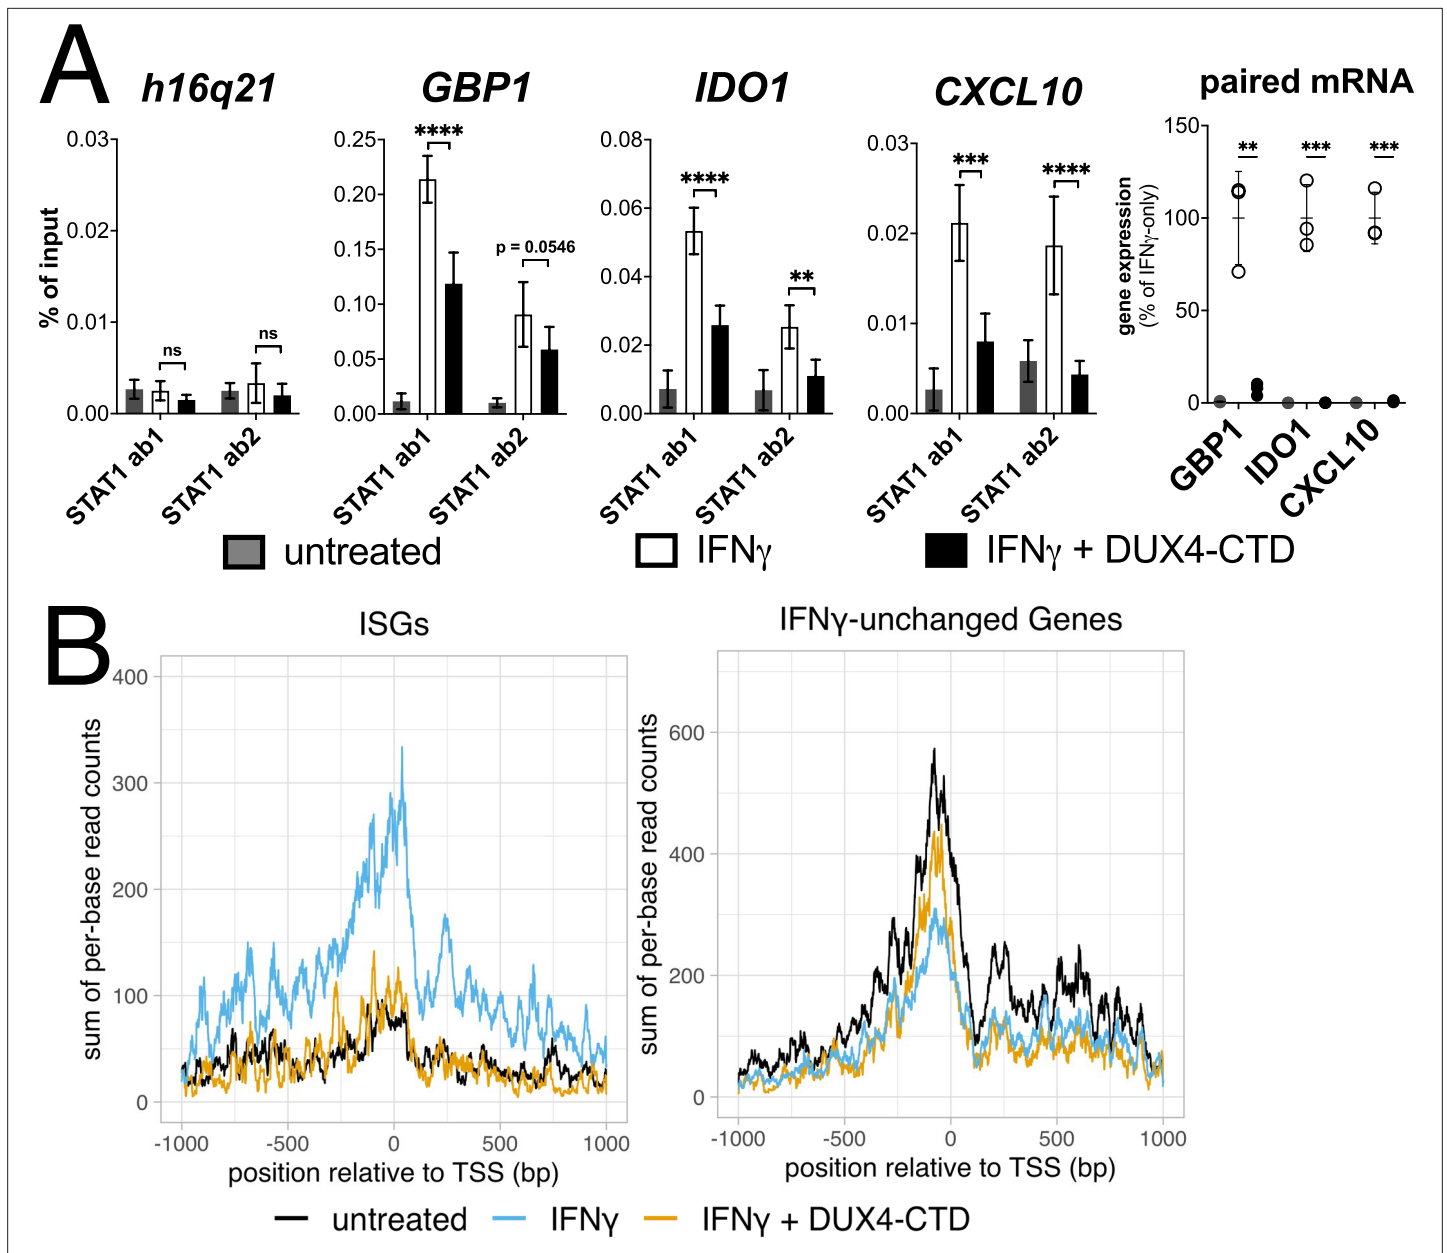 A
h16q21
GBP1
IDO1
CXCL10
paired mRNA
% of input
0.03
0.02
0.01
0.00
ns
ns
STAT1 ab1
STAT1 ab2
0.25
0.20
0.15
0.10
0.05
0.00
****
p = 0.0546
STAT1 ab1
STAT1 ab2
0.08
0.06
0.04
0.02
0.00
****
**
STAT1 ab1
STAT1 ab2
0.03
0.02
0.01
0.00
***
****
STAT1 ab1
STAT1 ab2
gene expression
(% of IFNγ-only)
150
100
50
0
**
***
***
GBP1
IDO1
CXCL10
untreated
IFNγ
IFNγ + DUX4-CTD
B
ISGs
sum of per-base read counts
400
300
200
100
0
-1000
-500
0
500
1000
position relative to TSS (bp)
IFNγ-unchanged Genes
sum of per-base read counts
600
400
200
0
-1000
-500
0
500
1000
position relative to TSS (bp)
untreated
IFNγ
IFNγ + DUX4-CTD